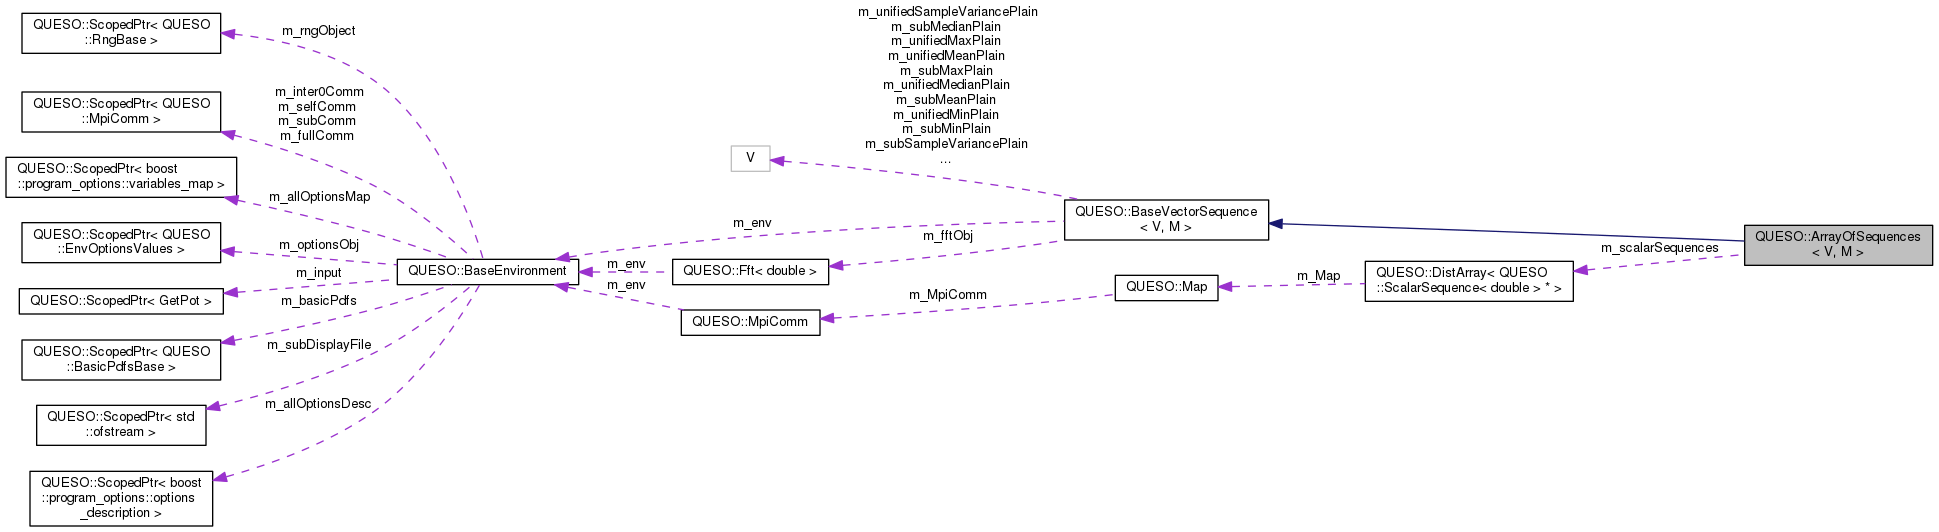 QUESO::ScopedPtr< QUESO
::RngBase >
m_rngObject
QUESO::ScopedPtr< QUESO
::MpiComm >
m_inter0Comm
m_selfComm
m_subComm
m_fullComm
QUESO::ScopedPtr< boost
::program_options::variables_map >
m_allOptionsMap
QUESO::ScopedPtr< QUESO
::EnvOptionsValues >
m_optionsObj
QUESO::ScopedPtr< GetPot >
m_input
QUESO::ScopedPtr< QUESO
::BasicPdfsBase >
m_basicPdfs
QUESO::ScopedPtr< std
::ofstream >
m_subDisplayFile
QUESO::ScopedPtr< boost
::program_options::options
_description >
m_allOptionsDesc
QUESO::BaseEnvironment
m_env
m_env
m_env
QUESO::Fft< double >
QUESO::MpiComm
V
m_unifiedSampleVariancePlain
m_subMedianPlain
m_unifiedMaxPlain
m_unifiedMeanPlain
m_subMaxPlain
m_unifiedMedianPlain
m_subMeanPlain
m_unifiedMinPlain
m_subMinPlain
m_subSampleVariancePlain
...
m_fftObj
m_MpiComm
QUESO::BaseVectorSequence
< V, M >
QUESO::Map
m_Map
QUESO::DistArray< QUESO
::ScalarSequence< double > * >
m_scalarSequences
QUESO::ArrayOfSequences
< V, M >